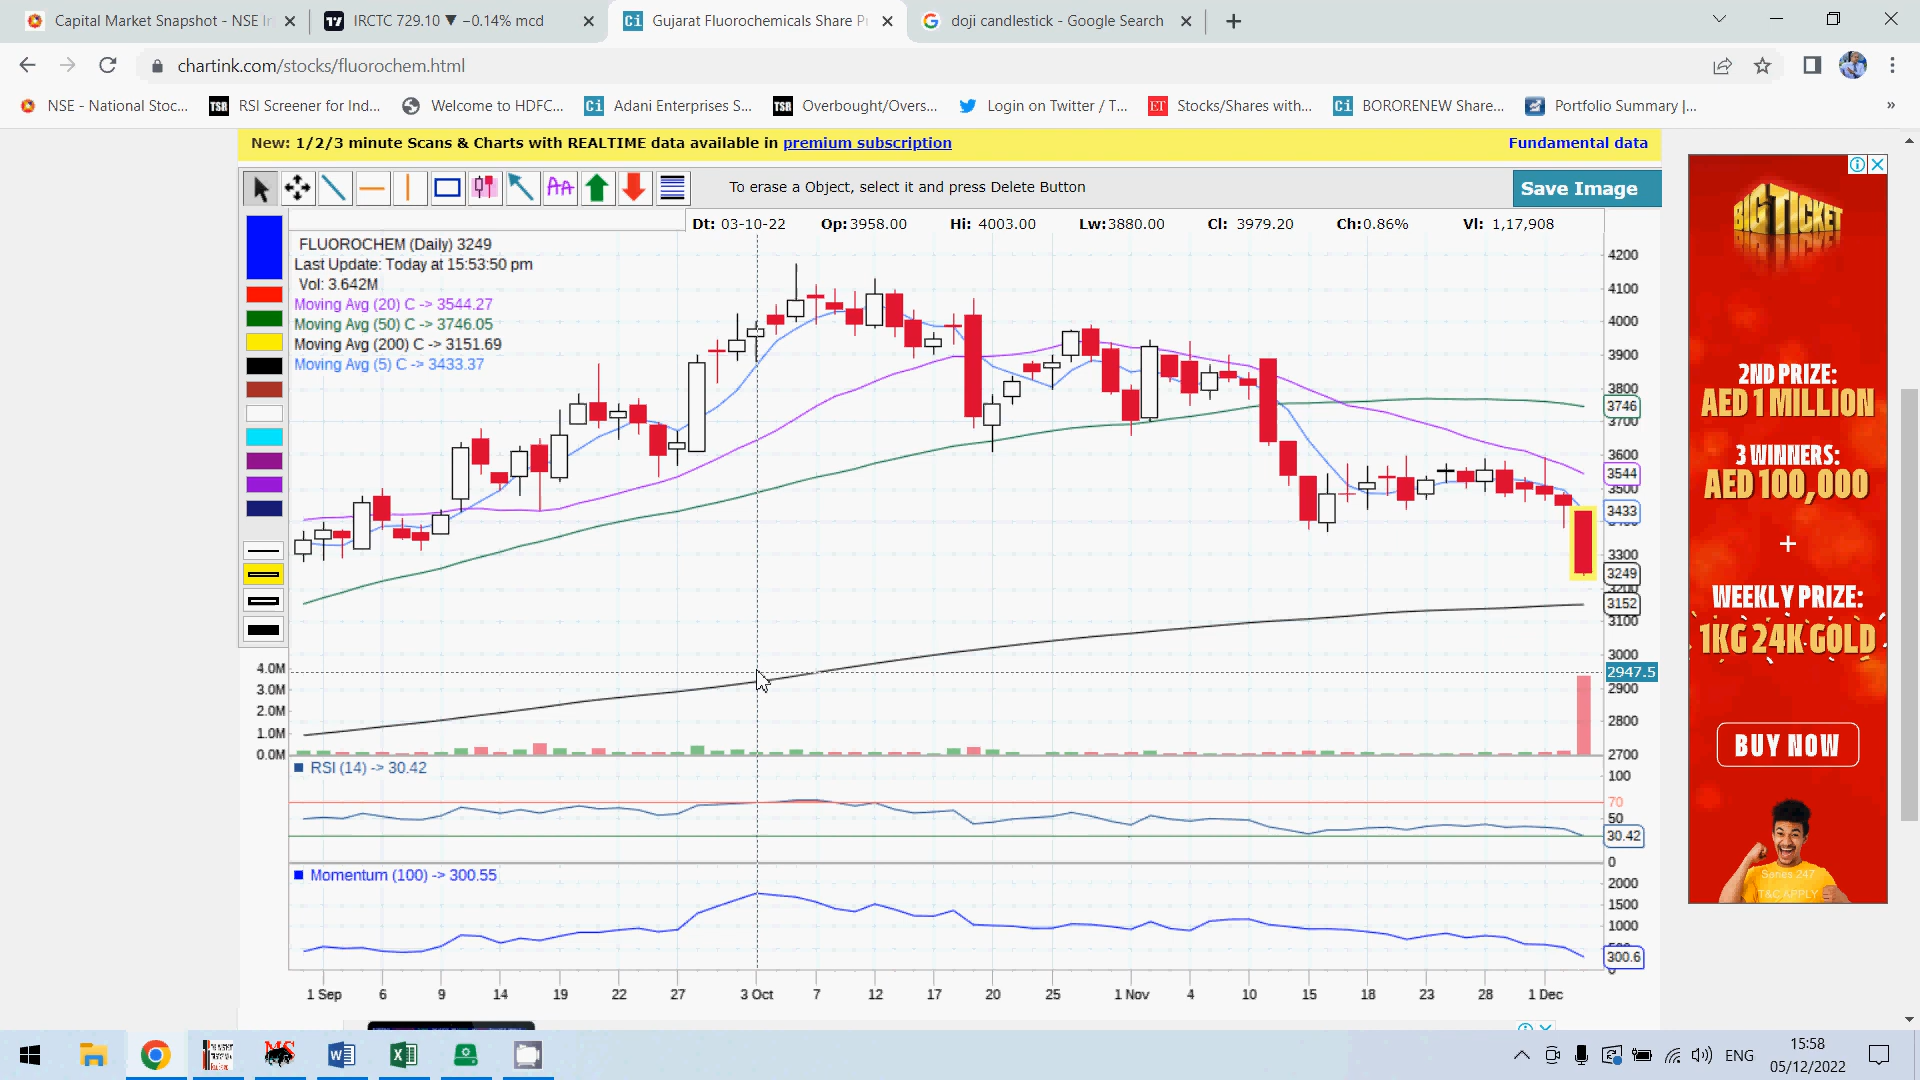 Capital Market Snapshot - NSE In
IRCTC 729.10 ▼ −0.14% mcd
Gujarat Fluorochemicals Share Pr
doji candlestick - Google Search
chartink.com/stocks/fluorochem.html
NSE - National Stoc...
RSI Screener for Ind...
Welcome to HDFC...
Adani Enterprises S...
Overbought/Overs...
Login on Twitter / T...
Stocks/Shares with...
BORORENEW Share...
Portfolio Summary |...
New: 1/2/3 minute Scans & Charts with REALTIME data available in premium subscription
Fundamental data
To erase a Object, select it and press Delete Button
Save Image
Dt: 03-10-22 Op:3958.00 Hi: 4003.00 Lw:3880.00 Cl: 3979.20 Ch:0.86% Vl: 1,17,908
FLUOROCHEM (Daily) 3249
Last Update: Today at 15:53:50 pm
Vol: 3.642M
Moving Avg (20) C -> 3544.27
Moving Avg (50) C -> 3746.05
Moving Avg (200) C -> 3151.69
Moving Avg (5) C -> 3433.37
4200
4100
4000
3900
3800
3746
3700
3600
3544
3500
3433
3300
3249
3200
3152
3100
3000
2947.5
2900
2800
2700
4.0M
3.0M
2.0M
1.0M
0.0M
RSI (14) -> 30.42
100
70
50
30.42
0
Momentum (100) -> 300.55
2000
1500
1000
300.6
0
1 Sep 6 9 14 19 22 27 3 Oct 7 12 17 20 25 1 Nov 4 10 15 18 23 28 1 Dec
BIG TICKET
2ND PRIZE:
AED 1 MILLION
3 WINNERS:
AED 100,000
+
WEEKLY PRIZE:
1KG 24K GOLD
BUY NOW
Series 247
T&C APPLY
ENG
15:58
05/12/2022